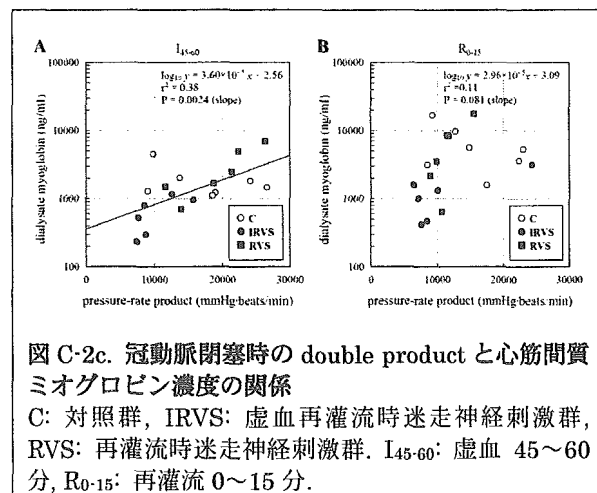 A
I45-60
log10 y = 3.60×10-5 x + 2.56
r2 = 0.38
P = 0.0024 (slope)
dialysate myoglobin (ng/ml)
100000
10000
1000
100
0
10000
20000
30000
pressure-rate product (mmHg·beats/min)
C
IRVS
RVS
B
R0-15
log10 y = 2.96×10-5 x + 3.09
r2 = 0.11
P = 0.081 (slope)
dialysate myoglobin (ng/ml)
100000
10000
1000
100
0
10000
20000
30000
pressure-rate product (mmHg·beats/min)
C
IRVS
RVS
図 C-2c. 冠動脈閉塞時の double product と心筋間質
ミオグロビン濃度の関係
C: 対照群, IRVS: 虚血再灌流時迷走神経刺激群,
RVS: 再灌流時迷走神経刺激群. I45-60: 虚血 45～60
分, R0-15: 再灌流 0～15 分.